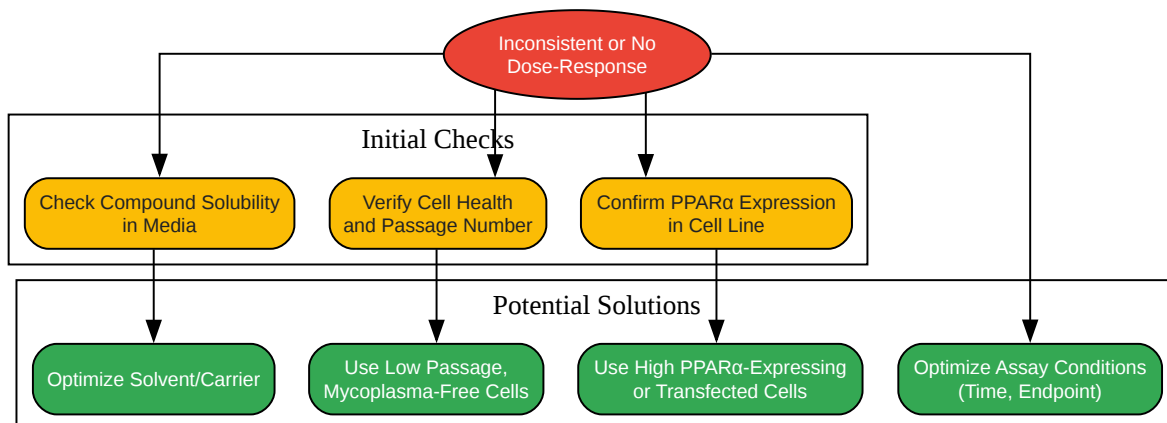 Inconsistent or No
Dose-Response
Initial Checks
Check Compound Solubility
in Media
Verify Cell Health
and Passage Number
Confirm PPARα Expression
in Cell Line
Potential Solutions
Optimize Solvent/Carrier
Use Low Passage,
Mycoplasma-Free Cells
Use High PPARα-Expressing
or Transfected Cells
Optimize Assay Conditions
(Time, Endpoint)